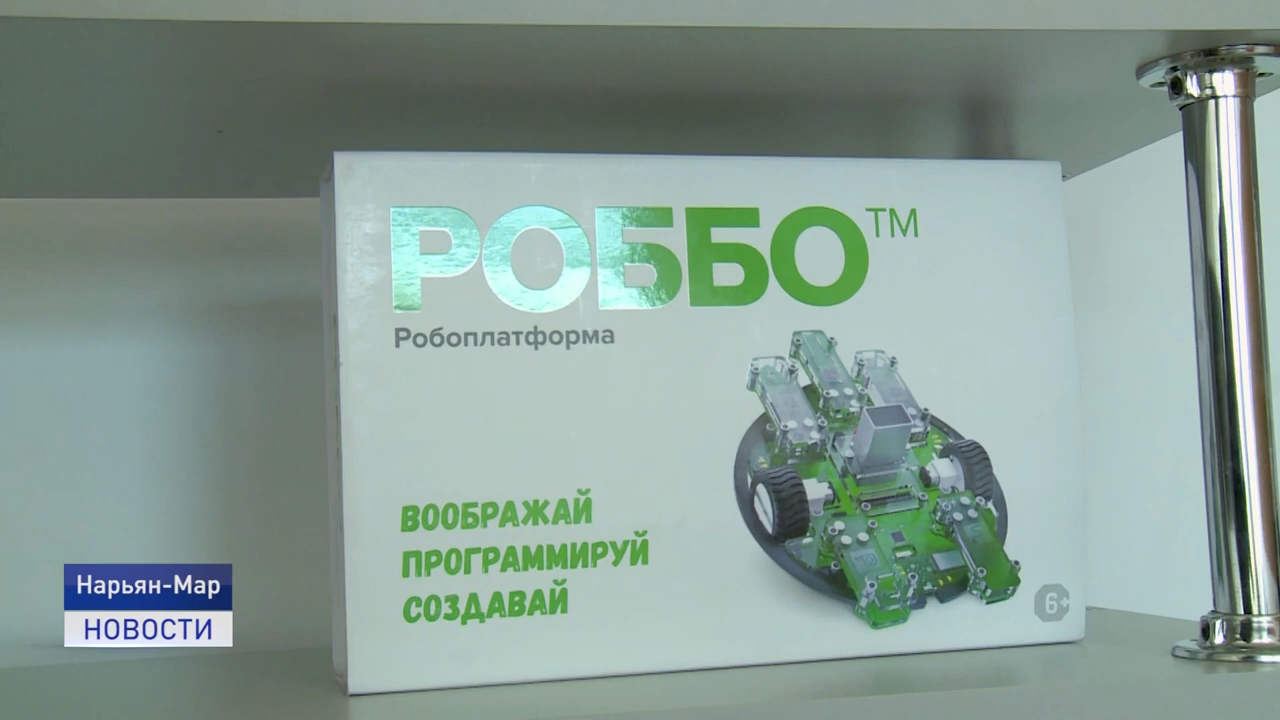 РОББО™
Робоплатформа
ВООБРАЖАЙ
ПРОГРАММИРУЙ
СОЗДАВАЙ
6+
Нарьян-Мар
НОВОСТИ